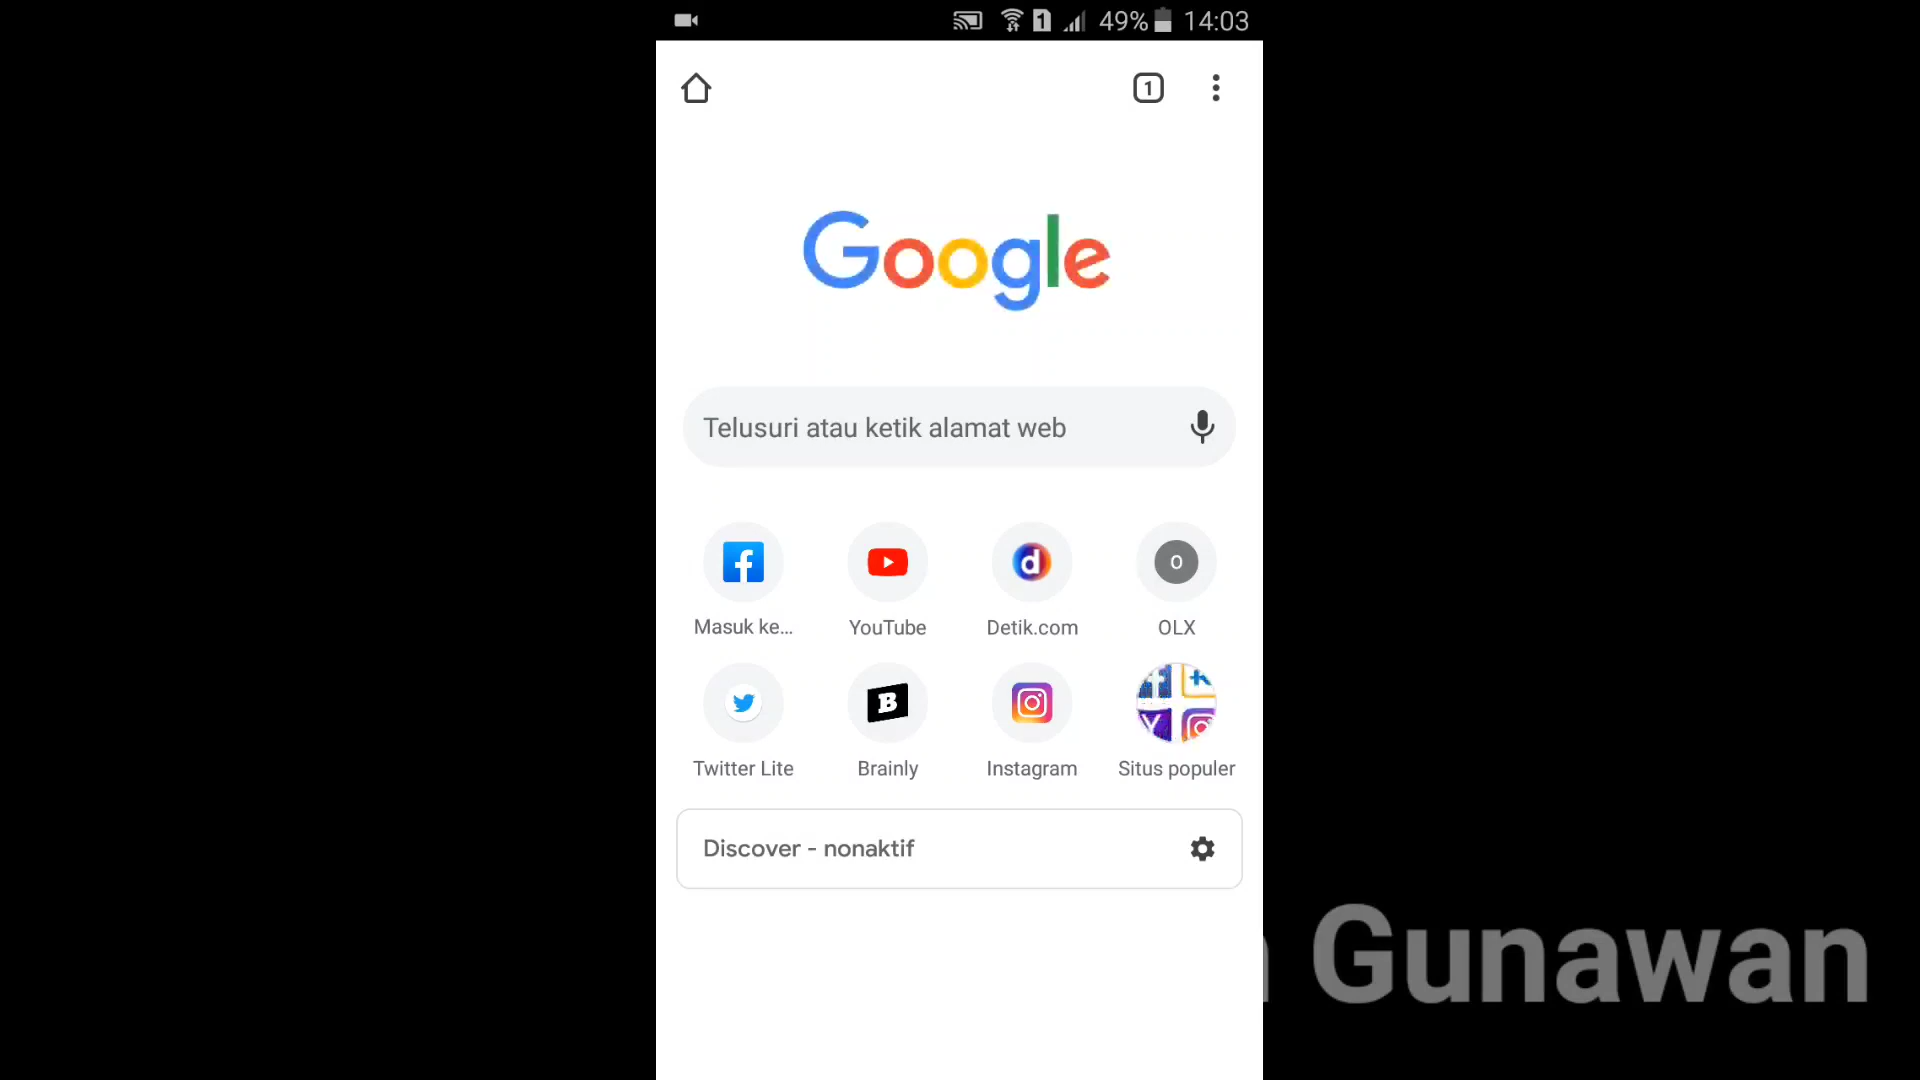 1 49% 14:03
1
Google
Telusuri atau ketik alamat web
Masuk ke... YouTube Detik.com OLX
Twitter Lite Brainly Instagram Situs populer
Discover - nonaktif
Gunawan